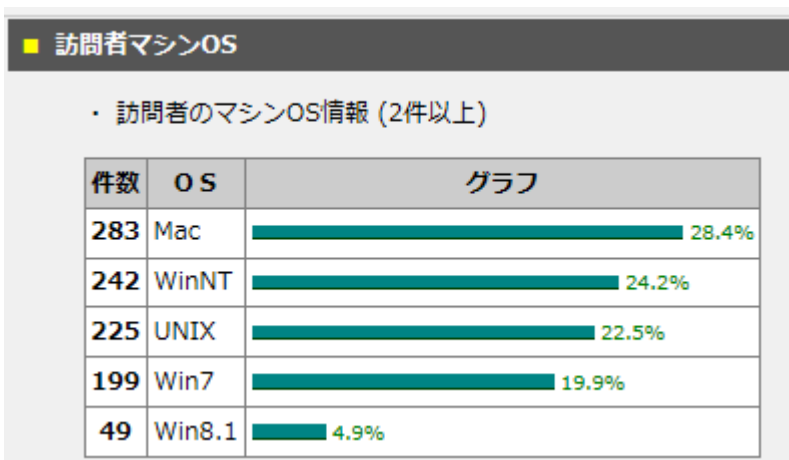 ■ 訪問者マシンOS
・ 訪問者のマシンOS情報 (2件以上)
件数 OS グラフ
283 Mac 28.4%
242 WinNT 24.2%
225 UNIX 22.5%
199 Win7 19.9%
49 Win8.1 4.9%